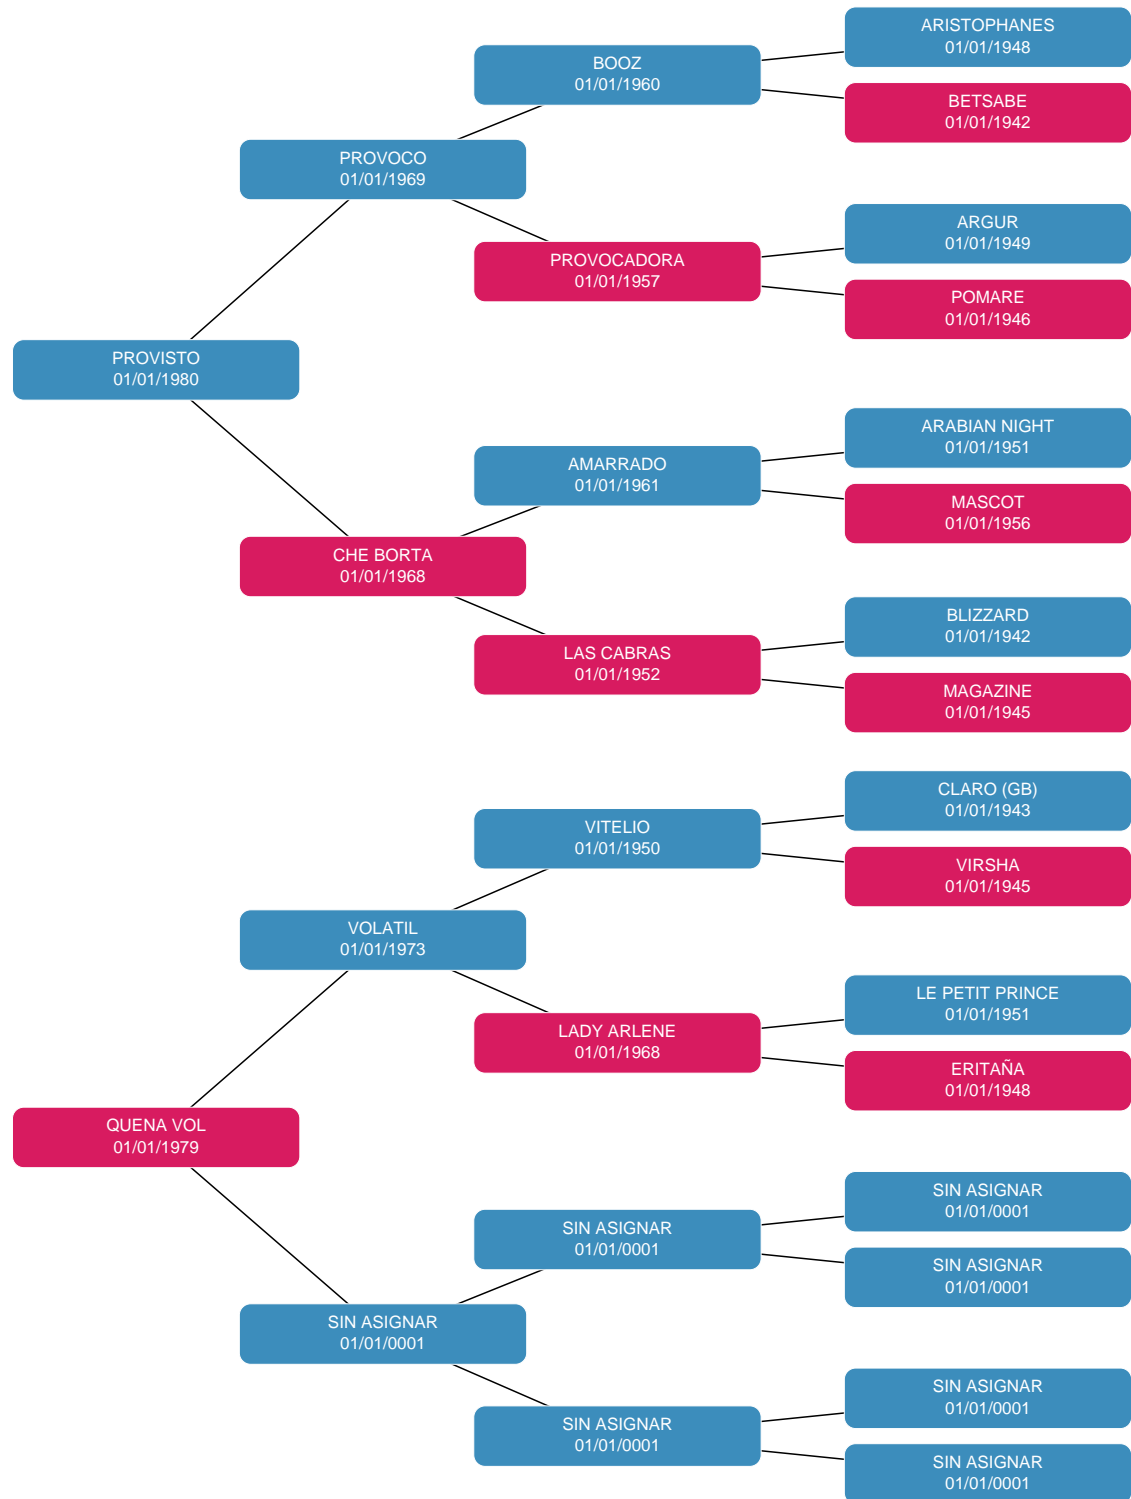 ARISTOPHANES
01/01/1948
BOOZ
01/01/1960
BETSABE
01/01/1942
PROVOCO
01/01/1969
ARGUR
01/01/1949
PROVOCADORA
01/01/1957
POMARE
01/01/1946
PROVISTO
01/01/1980
ARABIAN NIGHT
01/01/1951
AMARRADO
01/01/1961
MASCOT
01/01/1956
CHE BORTA
01/01/1968
BLIZZARD
01/01/1942
LAS CABRAS
01/01/1952
MAGAZINE
01/01/1945
CLARO (GB)
01/01/1943
VITELIO
01/01/1950
VIRSHA
01/01/1945
VOLATIL
01/01/1973
LE PETIT PRINCE
01/01/1951
LADY ARLENE
01/01/1968
ERITAÑA
01/01/1948
QUENA VOL
01/01/1979
SIN ASIGNAR
01/01/0001
SIN ASIGNAR
01/01/0001
SIN ASIGNAR
01/01/0001
SIN ASIGNAR
01/01/0001
SIN ASIGNAR
01/01/0001
SIN ASIGNAR
01/01/0001
SIN ASIGNAR
01/01/0001